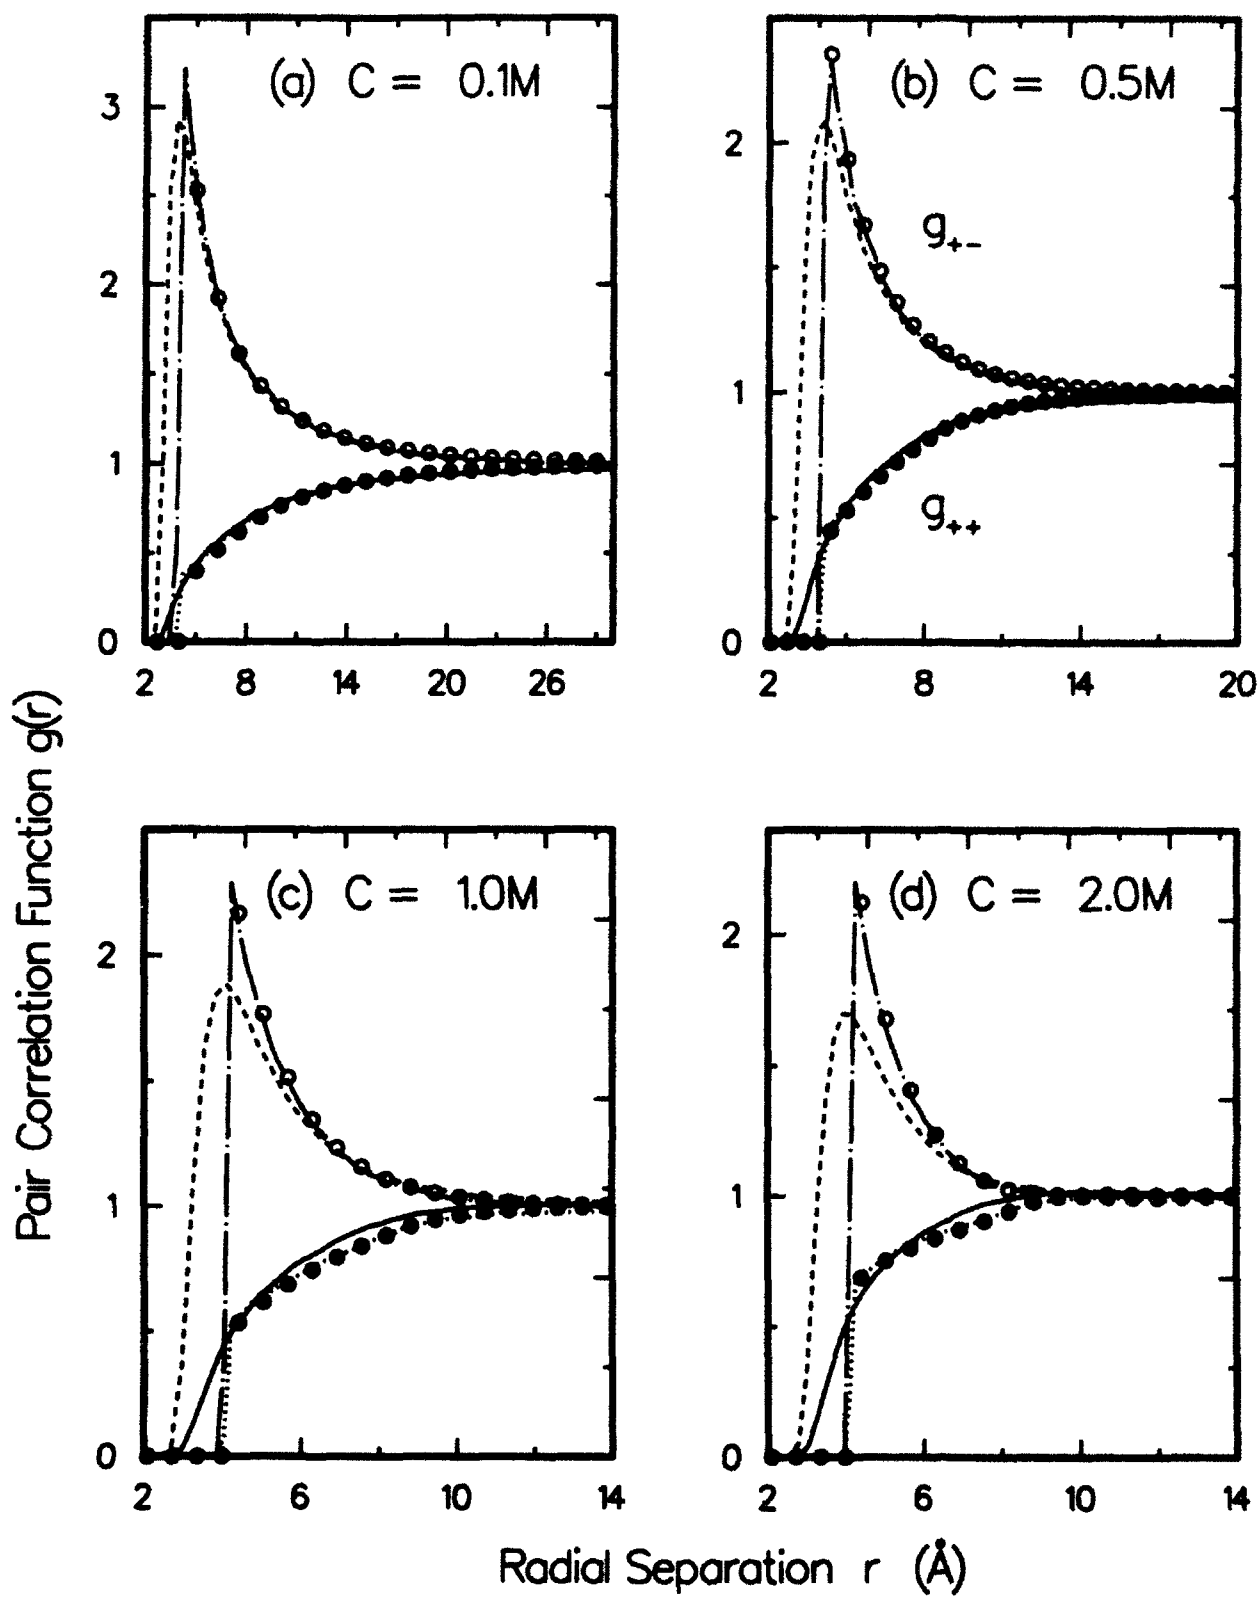 (a) C = 0.1M
3
2
1
0
2 8 14 20 26
(b) C = 0.5M
g+-
g++
2
1
0
2 8 14 20
Pair Correlation Function g(r)
(c) C = 1.0M
2
1
0
2 6 10 14
(d) C = 2.0M
2
1
0
2 6 10 14
Radial Separation r (Å)